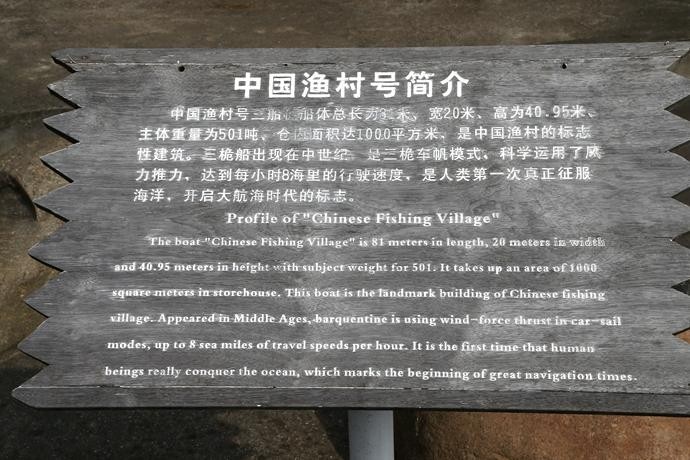 中国渔村号简介
中国渔村号三船桅船体总长为81米、宽20米、高为40.95米、
主体重量为501吨、仓内面积达1000平方米、是中国渔村的标志
性建筑。三桅船出现在中世纪、是三桅车帆模式，科学运用了风
力推力，达到每小时8海里的行驶速度，是人类第一次真正征服
海洋，开启大航海时代的标志。
Profile of "Chinese Fishing Village"
The boat "Chinese Fishing Village" is 81 meters in length, 20 meters in width
and 40.95 meters in height with subject weight for 501. It takes up an area of 1000
square meters in storehouse. This boat is the landmark building of Chinese fishing
village. Appeared in Middle Ages, barquentine is using wind-force thrust in car-sail
modes, up to 8 sea miles of travel speeds per hour. It is the first time that human
beings really conquer the ocean, which marks the beginning of great navigation times.